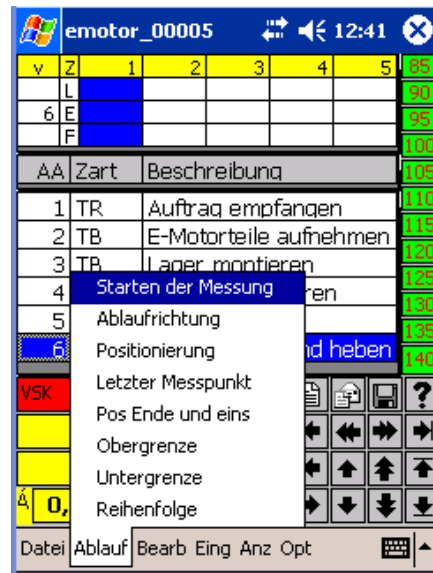 emotor_00005 12:41
v Z 1 2 3 4 5 85
L 90
6 E 95
F 100
AA Zart Beschreibung 105
1 TR Auftrag empfangen 110
2 TB E-Motorteile aufnehmen 115
3 TB Lager montieren 120
4 Starten der Messung ren 125
5 Ablaufrichtung 130
6 Positionierung nd heben 135
140
VSK Letzter Messpunkt ?
Pos Ende und eins
Obergrenze
Untergrenze
0, Reihenfolge
Datei Ablauf Bearb Eing Anz Opt